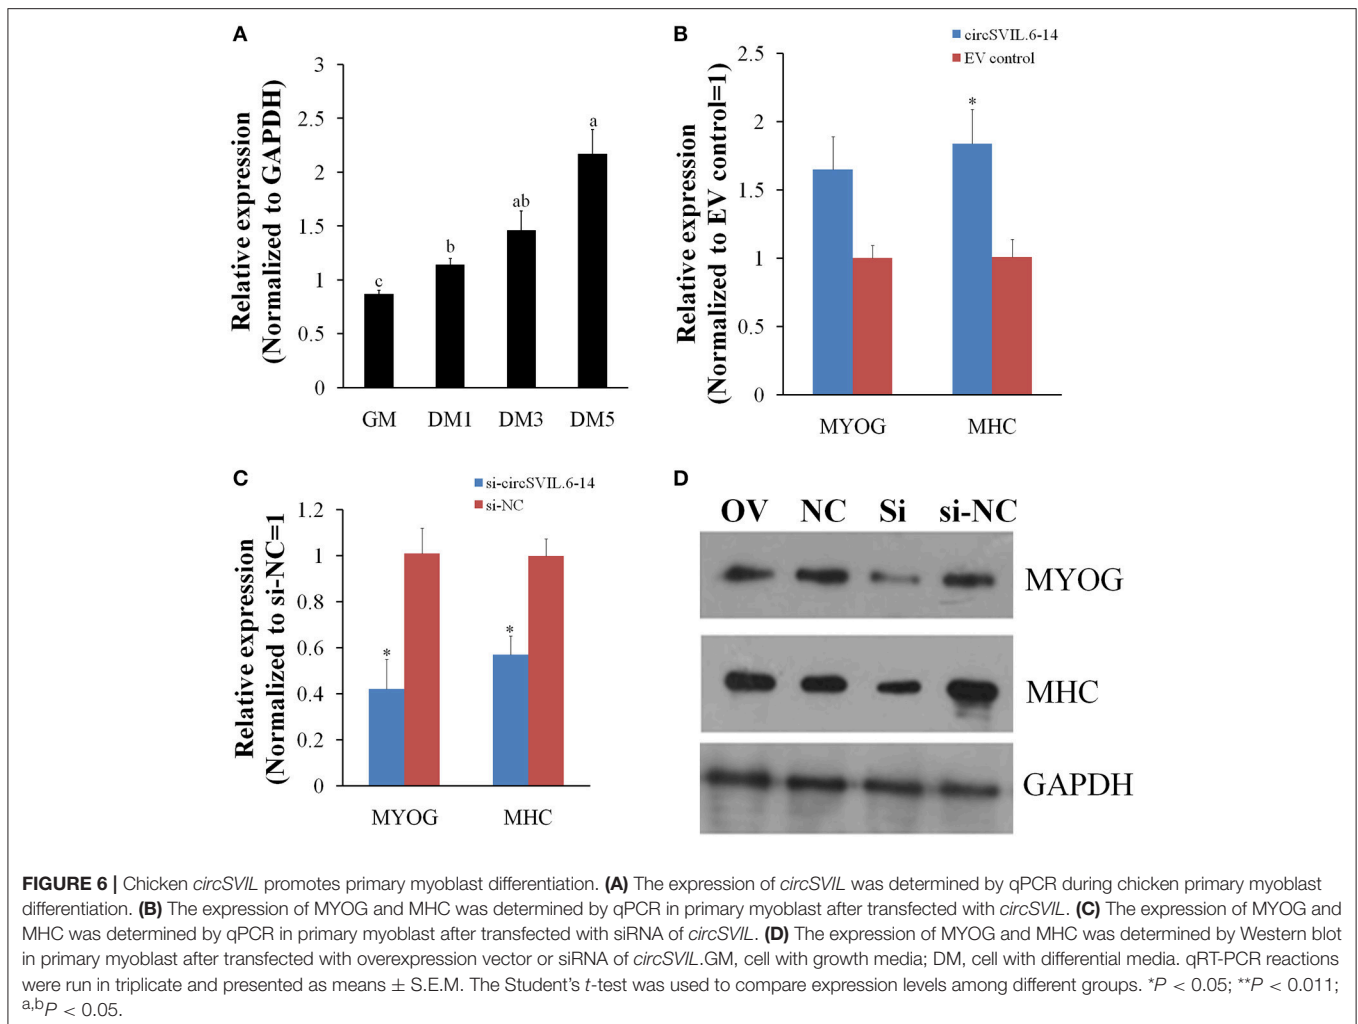 A
Relative expression
(Normalized to GAPDH)
3
2.5
2
1.5
1
0.5
0
c
b
ab
a
GM DM1 DM3 DM5
B
circSVIL.6-14
EV control
Relative expression
(Normalized to EV control=1)
2.5
2
1.5
1
0.5
0
*
MYOG MHC
C
si-circSVIL.6-14
si-NC
Relative expression
(Normalized to si-NC=1
1.2
1
0.8
0.6
0.4
0.2
0
*
*
MYOG MHC
D
OV NC Si si-NC
MYOG
MHC
GAPDH
FIGURE 6 | Chicken circSVIL promotes primary myoblast differentiation. (A) The expression of circSVIL was determined by qPCR during chicken primary myoblast
differentiation. (B) The expression of MYOG and MHC was determined by qPCR in primary myoblast after transfected with circSVIL. (C) The expression of MYOG and
MHC was determined by qPCR in primary myoblast after transfected with siRNA of circSVIL. (D) The expression of MYOG and MHC was determined by Western blot
in primary myoblast after transfected with overexpression vector or siRNA of circSVIL.GM, cell with growth media; DM, cell with differential media. qRT-PCR reactions
were run in triplicate and presented as means ± S.E.M. The Student's t-test was used to compare expression levels among different groups. *P < 0.05; **P < 0.011;
a,bP < 0.05.